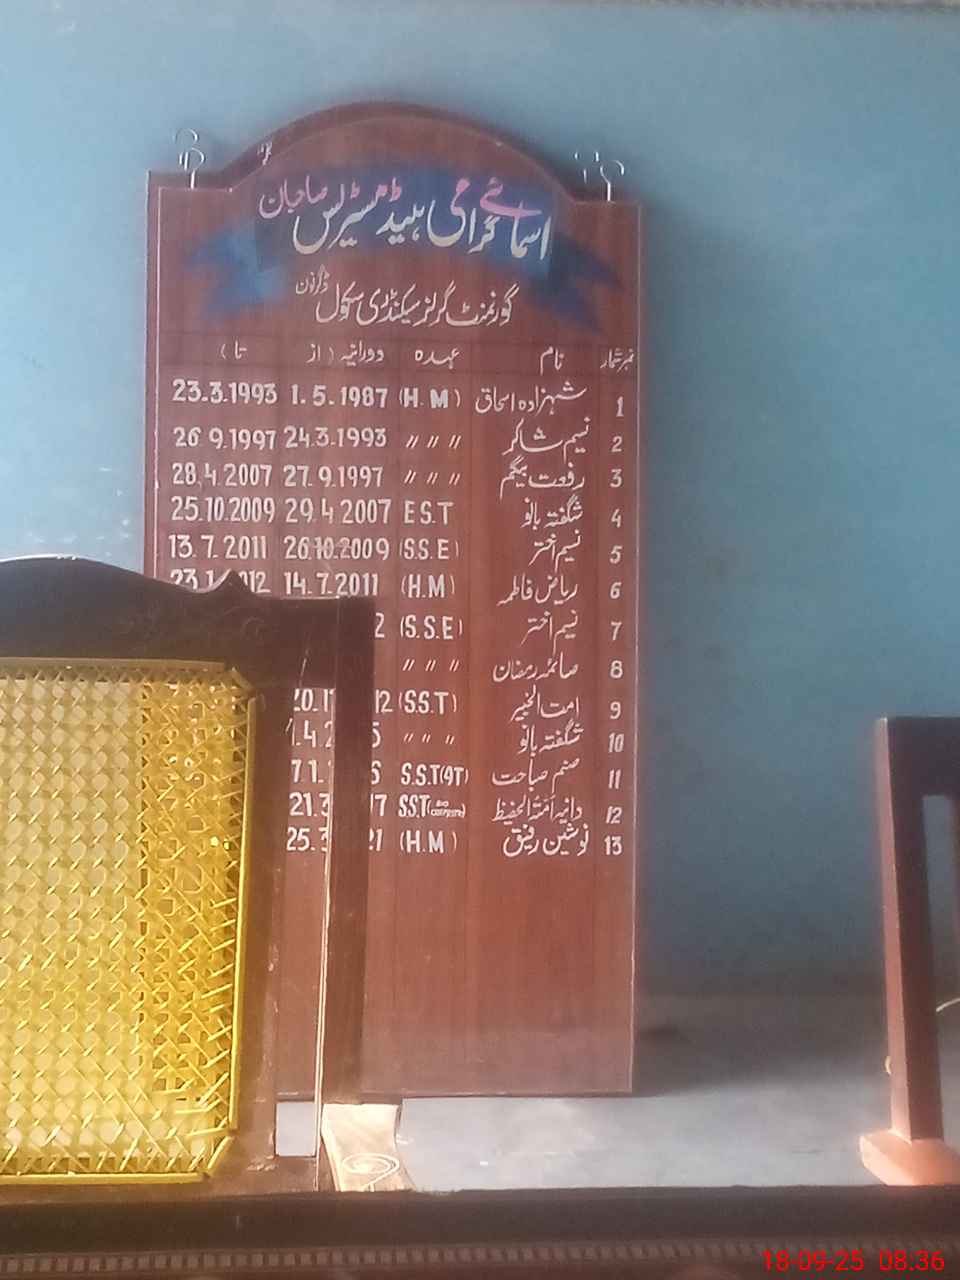 اسمائے گرامی ہیڈمسٹریس صاحبان
گورنمنٹ گرلز سیکنڈری سکول
نمبر شمار نام عہدہ دورانیہ ( از تا )
1 شہزادہ اسحاق (H.M) 1.5.1987 23.3.1993
2 نسیم شاکر 〃 〃 〃 24.3.1993 26.9.1997
3 رفعت بیگم 〃 〃 〃 27.9.1997 28.4.2007
4 شگفتہ بانو E S.T 29.4.2007 25.10.2009
5 نسیم اختر (S.S.E) 26.10.2009 13.7.2011
6 ریاض فاطمہ (H.M) 14.7.2011
7 نسیم اختر (S.S.E)
8 صائمہ رمضان 〃 〃 〃
9 امت الخبیر (S.S.T)
10 شگفتہ بانو 〃 〃 〃
11 صنم صباحت S.S.T(9T)
12 دانیہ امتہ الحفیظ S.S.T
13 نوشین رفیق (H.M)
18-09-25 08:36